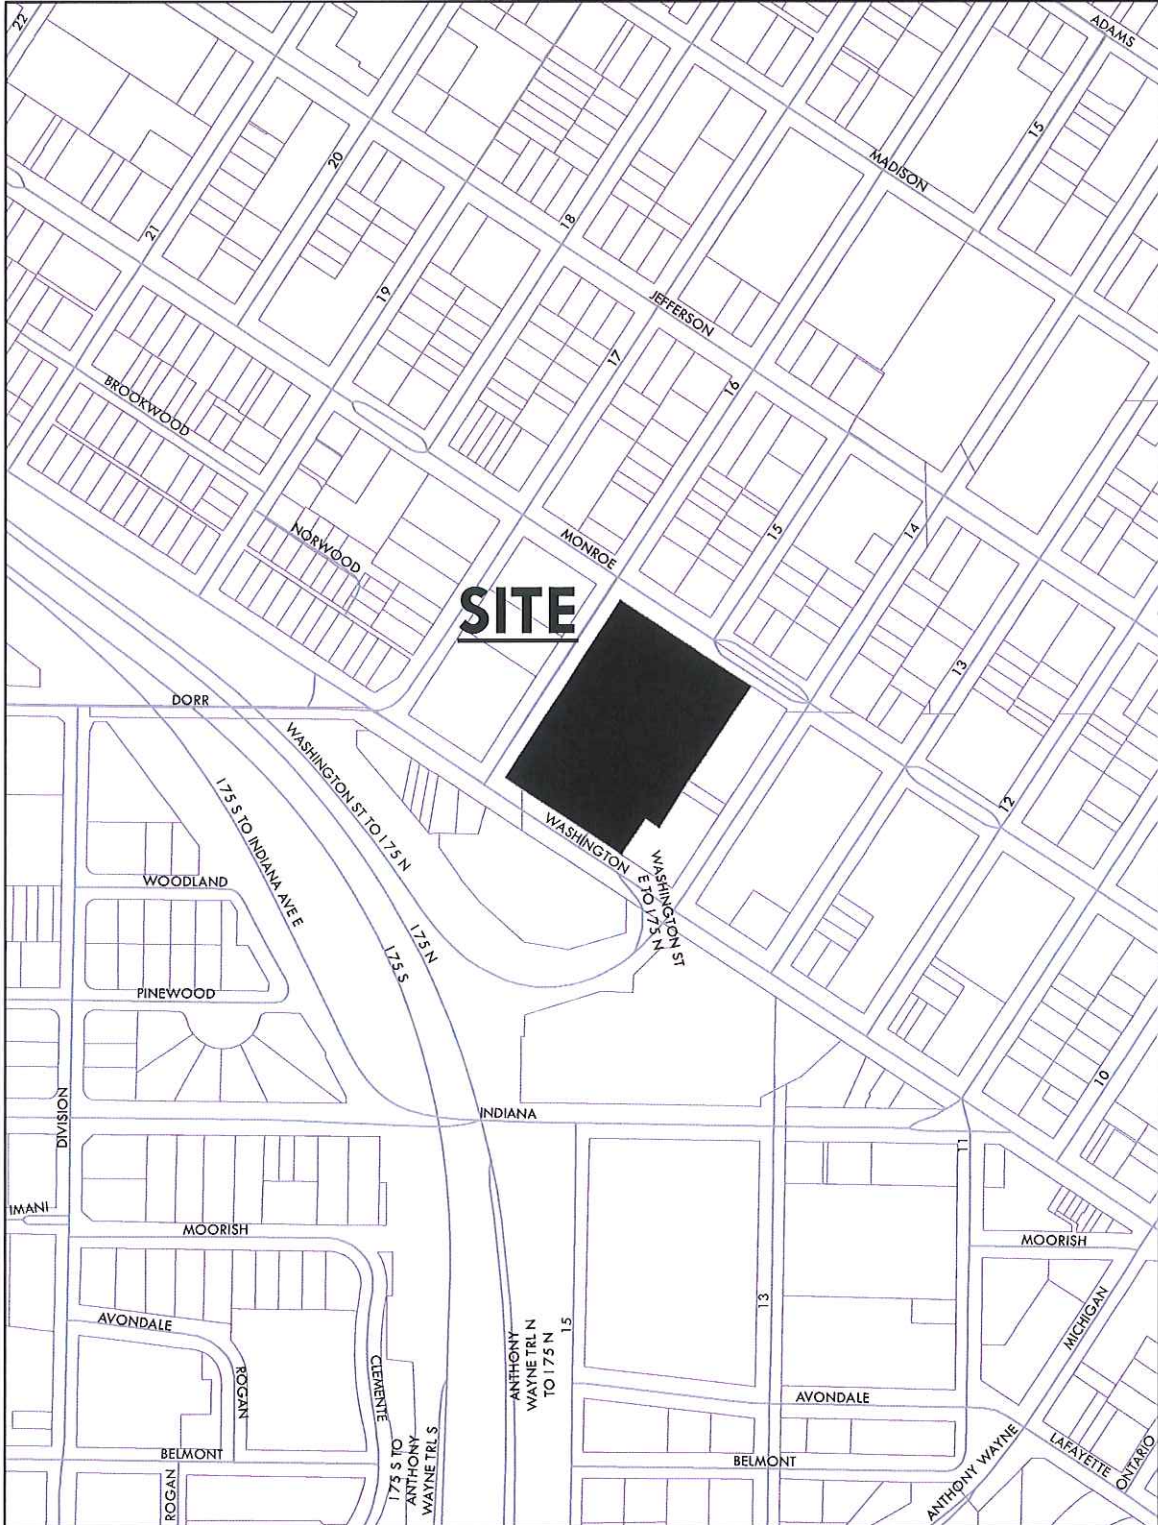 22
ADAMS
15
20
MADISON
21
18
19
JEFFERSON
17
16
BROOKWOOD
15
14
NORWOOD
MONROE
SITE
13
DORR
WASHINGTON ST TO I 75 N
I 75 S TO INDIANA AVE E
12
WASHINGTON
WASHINGTON ST
E TO I 75 N
WOODLAND
I 75 N
I 75 S
PINEWOOD
10
DIVISION
INDIANA
11
IMANI
MOORISH
MOORISH
13
MICHIGAN
AVONDALE
15
ANTHONY
WAYNE TRL N
TO I 75 N
ROGAN
CLEMENTE
AVONDALE
I 75 S TO
ANTHONY
WAYNE TRL S
BELMONT
BELMONT
ROGAN
ANTHONY WAYNE
LAFAYETTE
ONTARIO